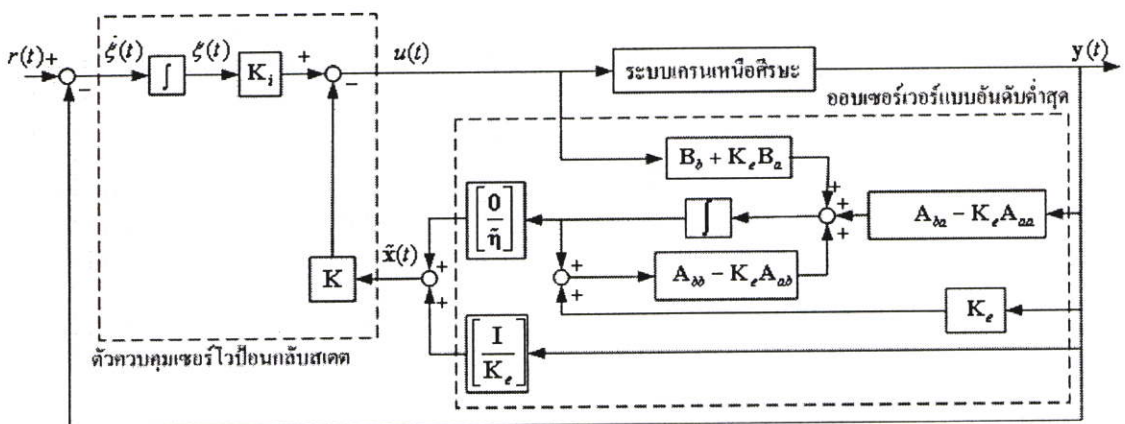 r(t) + − ζ̇(t) ∫ ζ(t) K_i + − u(t) ระบบเครนเหนือศีรษะ y(t)
ออบเซอร์เวอร์แบบอันดับต่ำสุด
B_b + K_e B_a
[0 / η̃] ∫ + + + A_ba − K_e A_aa
K x̃(t) + + + + A_bb − K_e A_ab
K_e
[I / K_e]
ตัวควบคุมเซอร์โวป้อนกลับสเตต